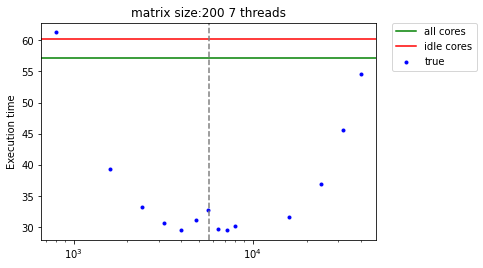 matrix size:200 7 threads
all cores
idle cores
true
Execution time
60
55
50
45
40
35
30
10³
10⁴